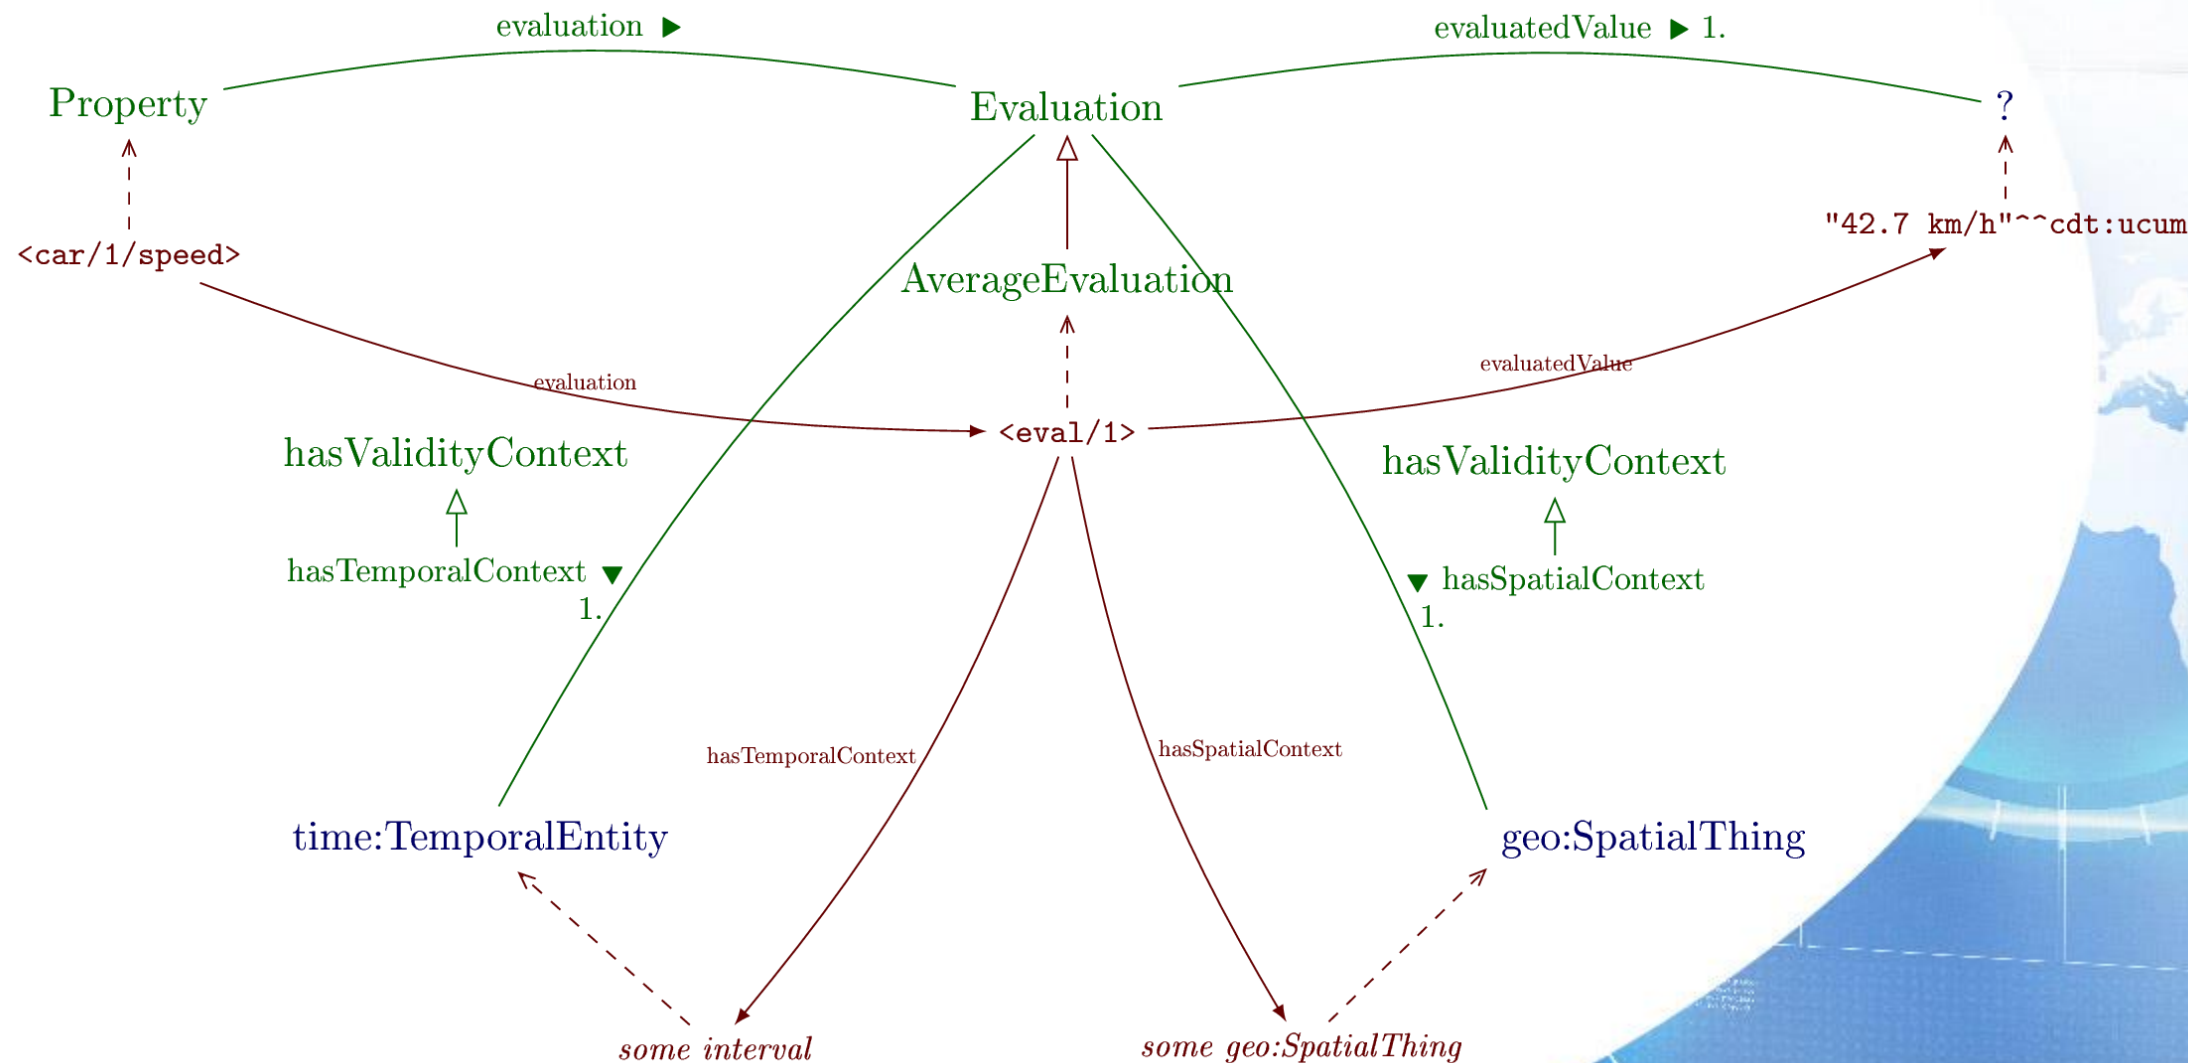 evaluation ▶
evaluatedValue ▶ 1.
Property
Evaluation
?
"42.7 km/h"^^cdt:ucum
<car/1/speed>
AverageEvaluation
evaluation
evaluatedValue
<eval/1>
hasValidityContext
hasValidityContext
hasTemporalContext ▼
1.
▼ hasSpatialContext
1.
hasTemporalContext
hasSpatialContext
time:TemporalEntity
geo:SpatialThing
some interval
some geo:SpatialThing